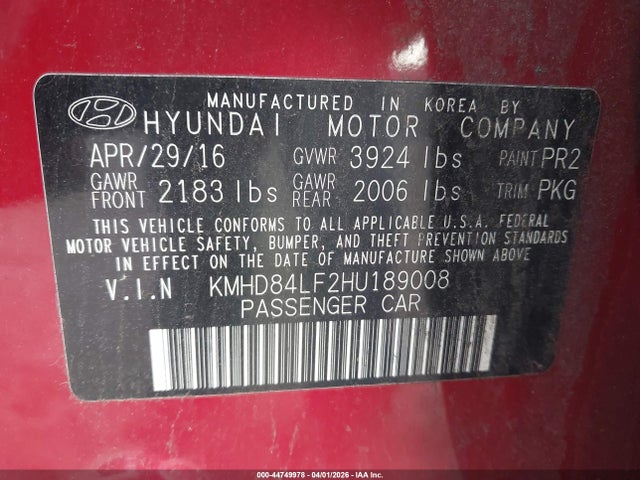 MANUFACTURED IN KOREA BY
HYUNDAI MOTOR COMPANY
APR/29/16 GVWR 3924 lbs PAINT PR2
GAWR FRONT 2183 lbs GAWR REAR 2006 lbs TRIM PKG
THIS VEHICLE CONFORMS TO ALL APPLICABLE U.S.A. FEDERAL
MOTOR VEHICLE SAFETY, BUMPER, AND THEFT PREVENTION STANDARDS
IN EFFECT ON THE DATE OF MANUFACTURE SHOWN ABOVE.
V.I.N KMHD84LF2HU189008
PASSENGER CAR
000-44749978 - 04/01/2026 - IAA Inc.